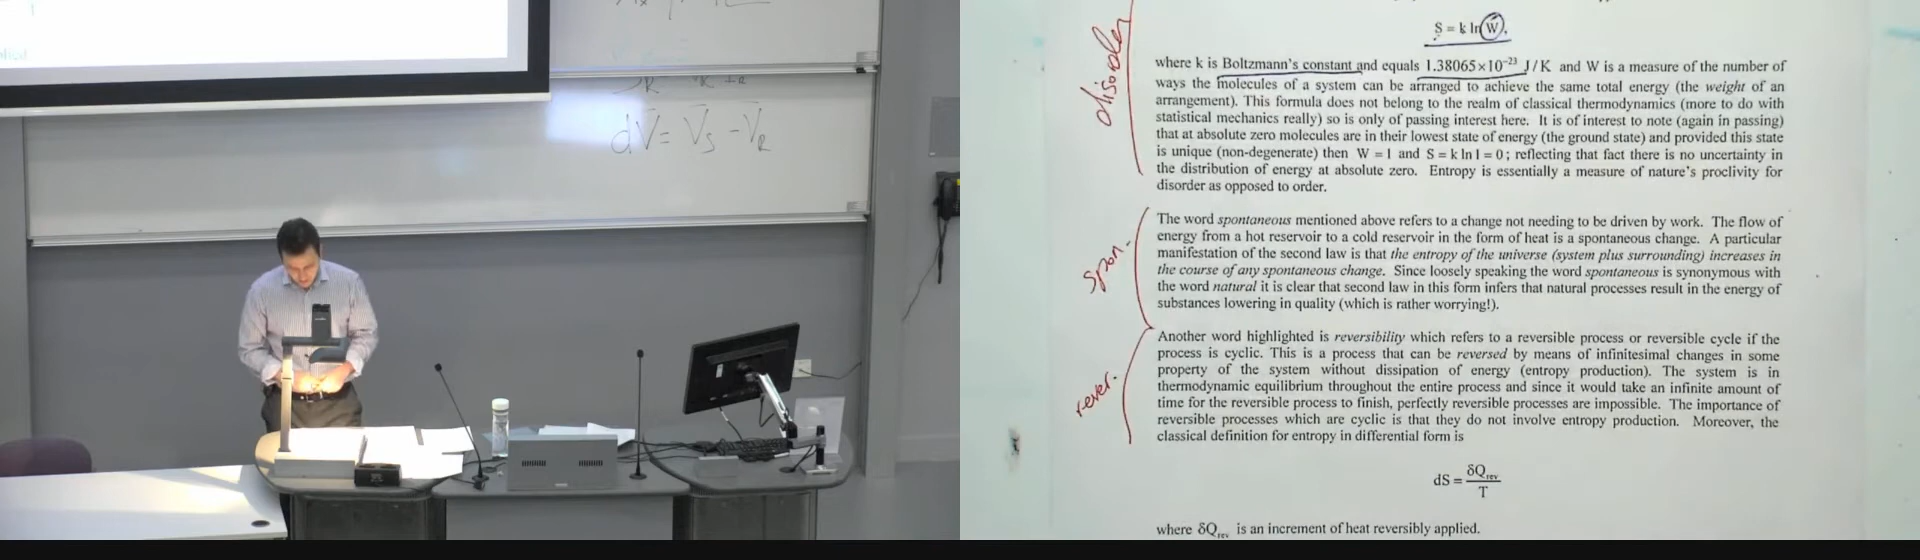 dV = V_S - V_R
disorder
S = k ln W,
where k is Boltzmann's constant and equals 1.38065×10⁻²³ J / K and W is a measure of the number of
ways the molecules of a system can be arranged to achieve the same total energy (the weight of an
arrangement). This formula does not belong to the realm of classical thermodynamics (more to do with
statistical mechanics really) so is only of passing interest here. It is of interest to note (again in passing)
that at absolute zero molecules are in their lowest state of energy (the ground state) and provided this state
is unique (non-degenerate) then W = 1 and S = k ln 1 = 0; reflecting that fact there is no uncertainty in
the distribution of energy at absolute zero. Entropy is essentially a measure of nature's proclivity for
disorder as opposed to order.
spon.
The word spontaneous mentioned above refers to a change not needing to be driven by work. The flow of
energy from a hot reservoir to a cold reservoir in the form of heat is a spontaneous change. A particular
manifestation of the second law is that the entropy of the universe (system plus surrounding) increases in
the course of any spontaneous change. Since loosely speaking the word spontaneous is synonymous with
the word natural it is clear that second law in this form infers that natural processes result in the energy of
substances lowering in quality (which is rather worrying!).
rever.
Another word highlighted is reversibility which refers to a reversible process or reversible cycle if the
process is cyclic. This is a process that can be reversed by means of infinitesimal changes in some
property of the system without dissipation of energy (entropy production). The system is in
thermodynamic equilibrium throughout the entire process and since it would take an infinite amount of
time for the reversible process to finish, perfectly reversible processes are impossible. The importance of
reversible processes which are cyclic is that they do not involve entropy production. Moreover, the
classical definition for entropy in differential form is
dS = δQ_rev / T
where δQ_rev is an increment of heat reversibly applied.